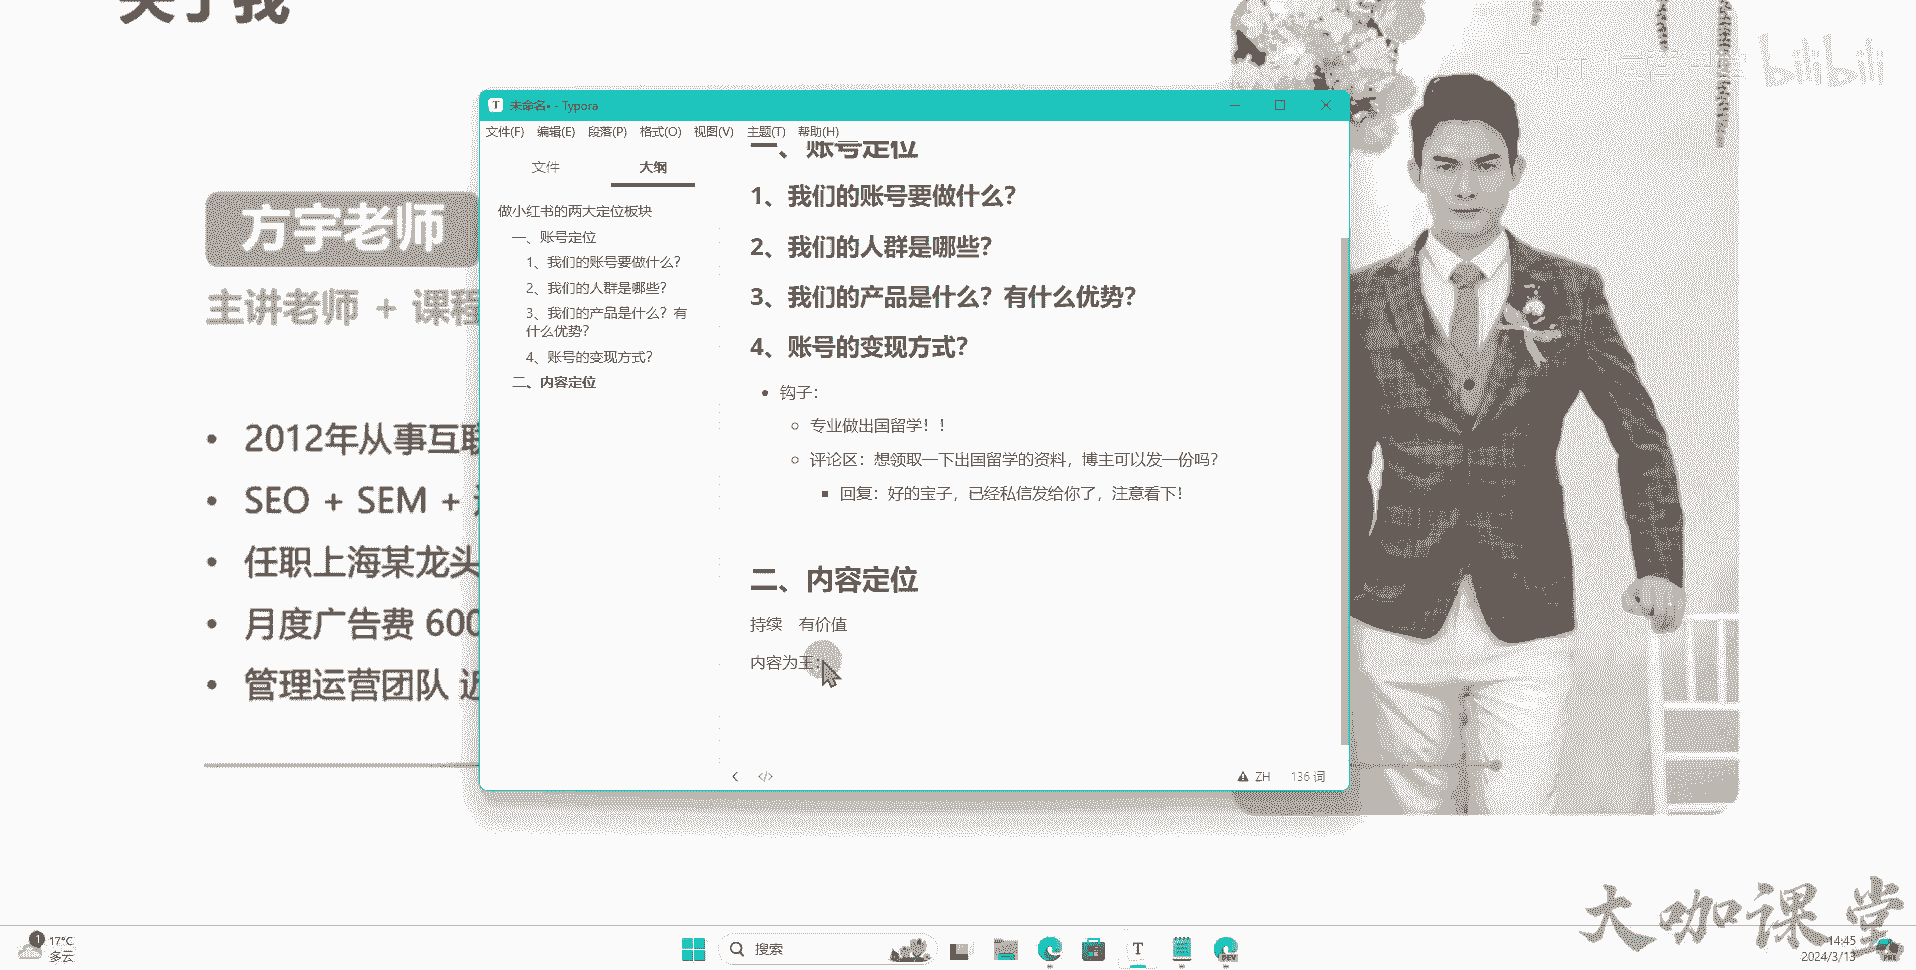 关于我
bilibili
未命名• - Typora
文件(F) 编辑(E) 段落(P) 格式(O) 视图(V) 主题(T) 帮助(H)
文件 大纲
做小红书的两大定位板块
一、账号定位
1、我们的账号要做什么？
2、我们的人群是哪些？
3、我们的产品是什么？有
什么优势？
4、账号的变现方式？
二、内容定位
一、账号定位
1、我们的账号要做什么？
2、我们的人群是哪些？
3、我们的产品是什么？有什么优势？
4、账号的变现方式？
• 钩子：
专业做出国留学！！
评论区：想领取一下出国留学的资料，博主可以发一份吗？
回复：好的宝子，已经私信发给你了，注意看下！
二、内容定位
持续 有价值
内容为王：
</> ZH 136 词
方宇老师
主讲老师 + 课程
• 2012年从事互联
• SEO + SEM +
• 任职上海某龙头
• 月度广告费 600
• 管理运营团队 近
大咖课堂
1
17°C
多云
搜索
T
DEV
14:45
2024/3/13
PRE